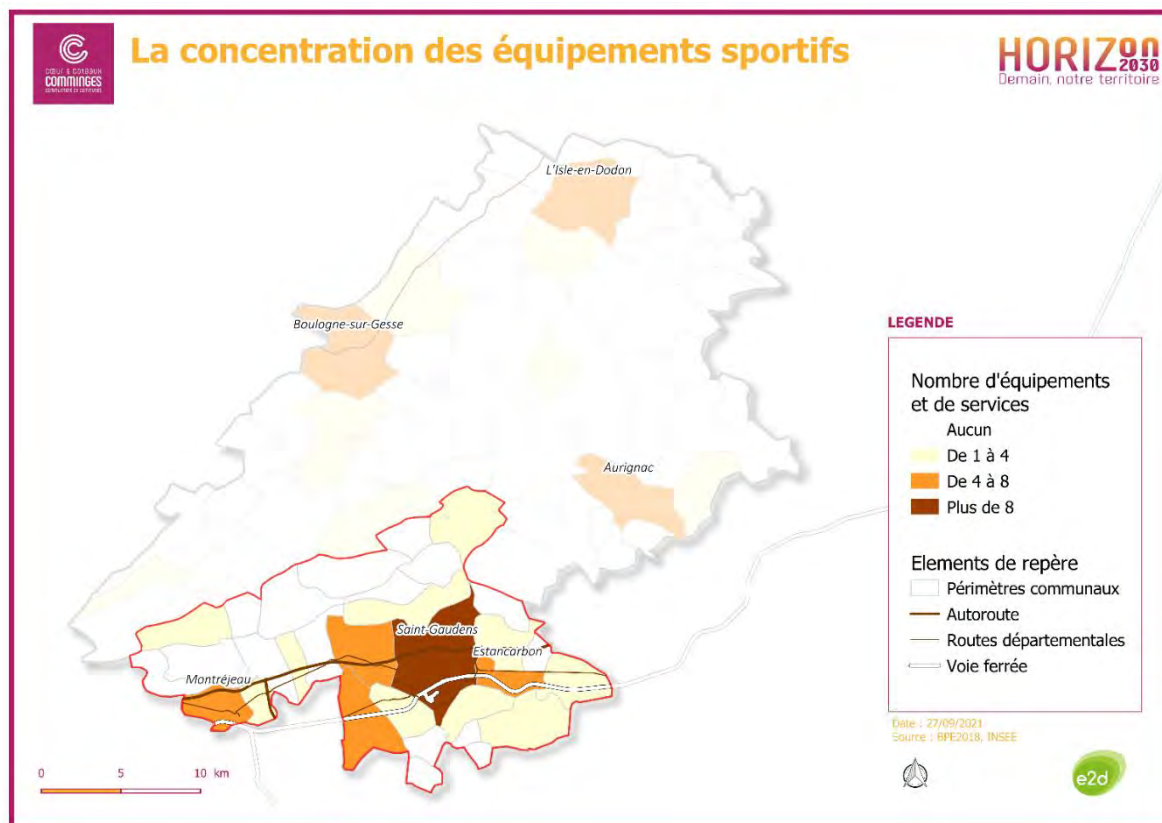 La concentration des équipements sportifs
CŒUR & COTEAUX
COMMINGES
HORIZON
2030
Demain, notre territoire
L'Isle-en-Dodon
Boulogne-sur-Gesse
Aurignac
Saint-Gaudens
Estancarbon
Montréjeau
LEGENDE
Nombre d'équipements
et de services
Aucun
De 1 à 4
De 4 à 8
Plus de 8
Elements de repère
Périmètres communaux
Autoroute
Routes départementales
Voie ferrée
Date : 27/09/2021
Source : BPE2018, INSEE
0 5 10 km
e2d